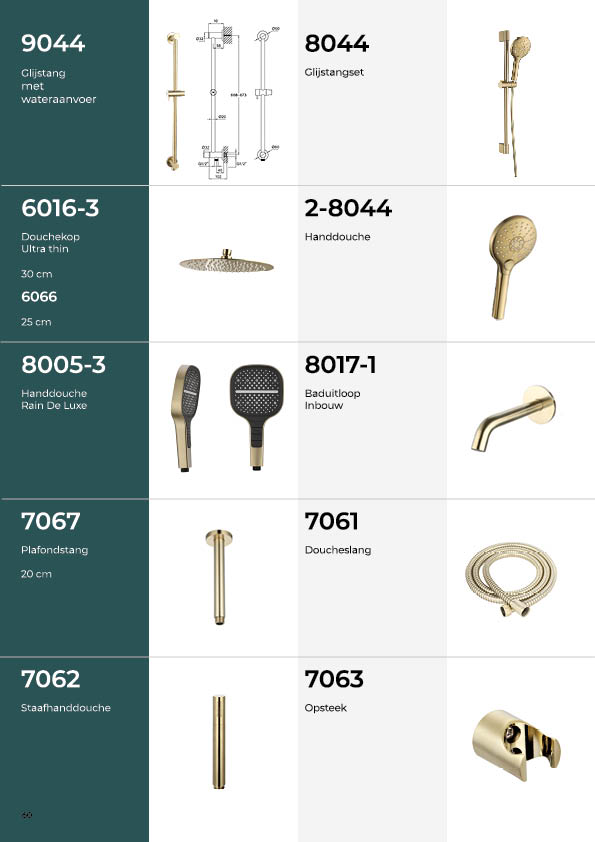 9044
Glijstang
met
wateraanvoer
8044
Glijstangset
6016-3
Douchekop
Ultra thin
30 cm
6066
25 cm
2-8044
Handdouche
8005-3
Handdouche
Rain De Luxe
8017-1
Baduitloop
Inbouw
7067
Plafondstang
20 cm
7061
Doucheslang
7062
Staafhanddouche
7063
Opsteek